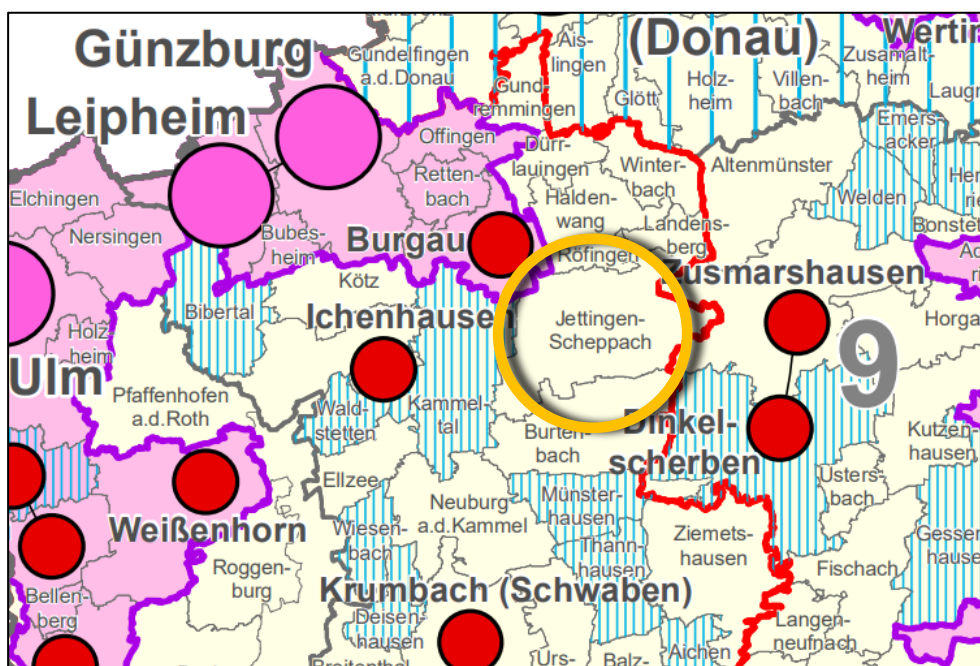 Günzburg
Leipheim
Gundelfingen
a.d.Donau
Ais-
lingen
(Donau)
Zusamalt-
heim
Gund-
remmingen
Glött
Holz-
heim
Villen-
bach
Emers-
acker
Offingen
Dürr-
lauingen
Winter-
bach
Altenmünster
Retten-
bach
Halden-
wang
Welden
Elchingen
Nersingen
Bubes-
heim
Burgau
Landens-
berg
Röfingen
Kötz
Zusmarshausen
Bibertal
Ichenhausen
Jettingen-
Scheppach
9
Holz-
heim
Ulm
Pfaffenhofen
a.d.Roth
Wald-
stetten
Kammel-
tal
Burten-
bach
Dinkel-
scherben
Kutzen-
hausen
Ellzee
Neuburg
a.d.Kammel
Münster-
hausen
Usters-
bach
Weißenhorn
Wiesen-
bach
Thann-
hausen
Ziemets-
hausen
Roggen-
burg
Fischach
Bellen-
berg
Krumbach (Schwaben)
Deisen-
hausen
Langen-
neufnach
Aichen
Urs-
Balz-